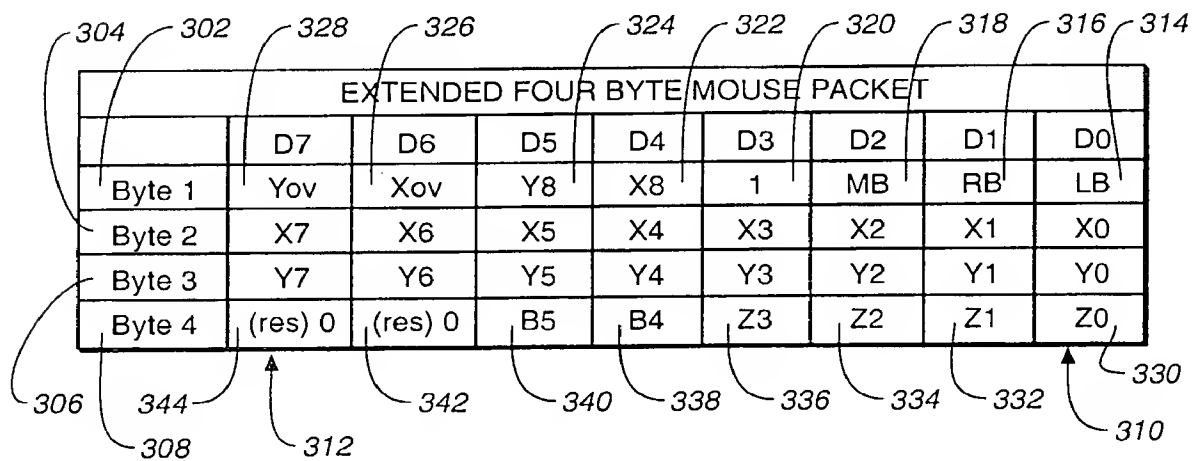 304 302 328 326 324 322 320 318 316 314
EXTENDED FOUR BYTE MOUSE PACKET
D7 D6 D5 D4 D3 D2 D1 D0
Byte 1 Yov Xov Y8 X8 1 MB RB LB
Byte 2 X7 X6 X5 X4 X3 X2 X1 X0
Byte 3 Y7 Y6 Y5 Y4 Y3 Y2 Y1 Y0
Byte 4 (res) 0 (res) 0 B5 B4 Z3 Z2 Z1 Z0
306 344 342 340 338 336 334 332 330
308 312 310